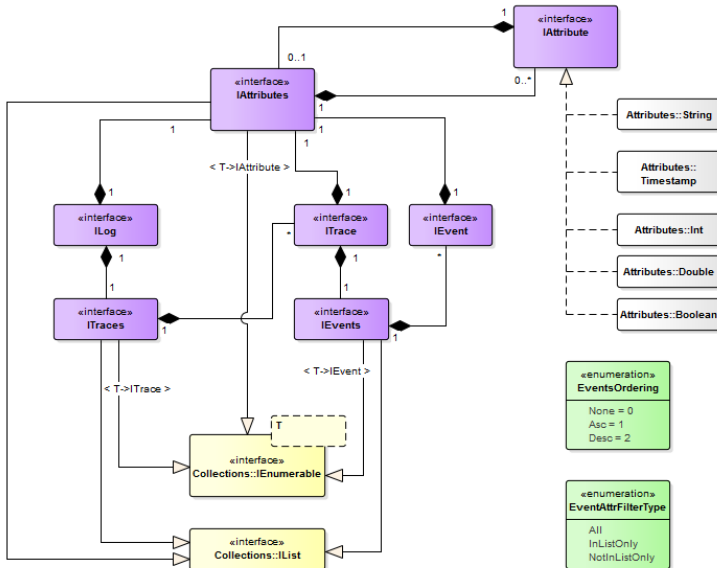 1
«interface»
IAttribute
0..1
0..*
«interface»
IAttributes
1
1
1
1
Attributes::String
< T->IAttribute >
Attributes::
Timestamp
1
1
1
«interface»
ILog
«interface»
ITrace
«interface»
IEvent
Attributes::Int
*
*
1
1
Attributes::Double
1
1
«interface»
ITraces
«interface»
IEvents
Attributes::Boolean
1
1
< T->IEvent >
< T->ITrace >
«enumeration»
EventsOrdering
None = 0
Asc = 1
Desc = 2
T
«interface»
Collections::IEnumerable
«enumeration»
EventAttrFilterType
All
InListOnly
NotInListOnly
«interface»
Collections::IList